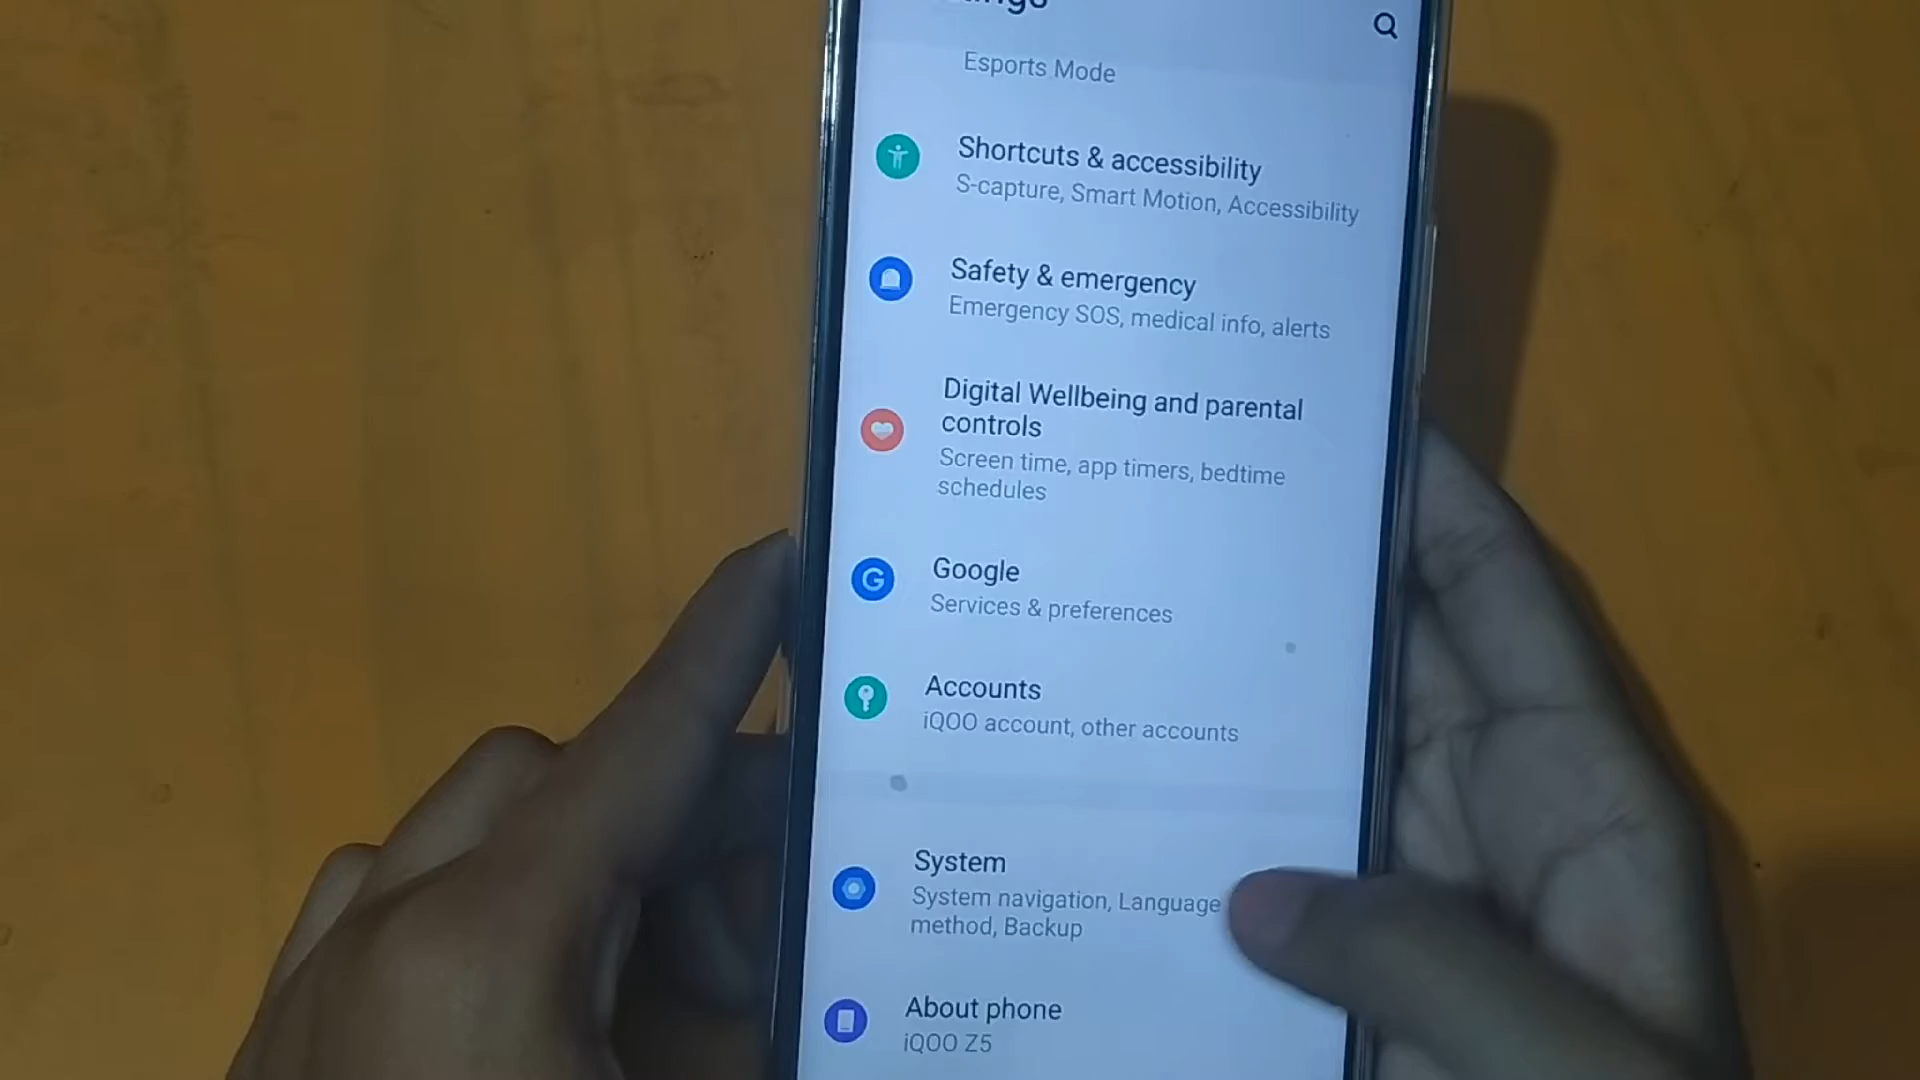 Esports Mode
Shortcuts & accessibility
S-capture, Smart Motion, Accessibility
Safety & emergency
Emergency SOS, medical info, alerts
Digital Wellbeing and parental
controls
Screen time, app timers, bedtime
schedules
G
Google
Services & preferences
Accounts
iQOO account, other accounts
System
System navigation, Language
method, Backup
About phone
iQOO Z5